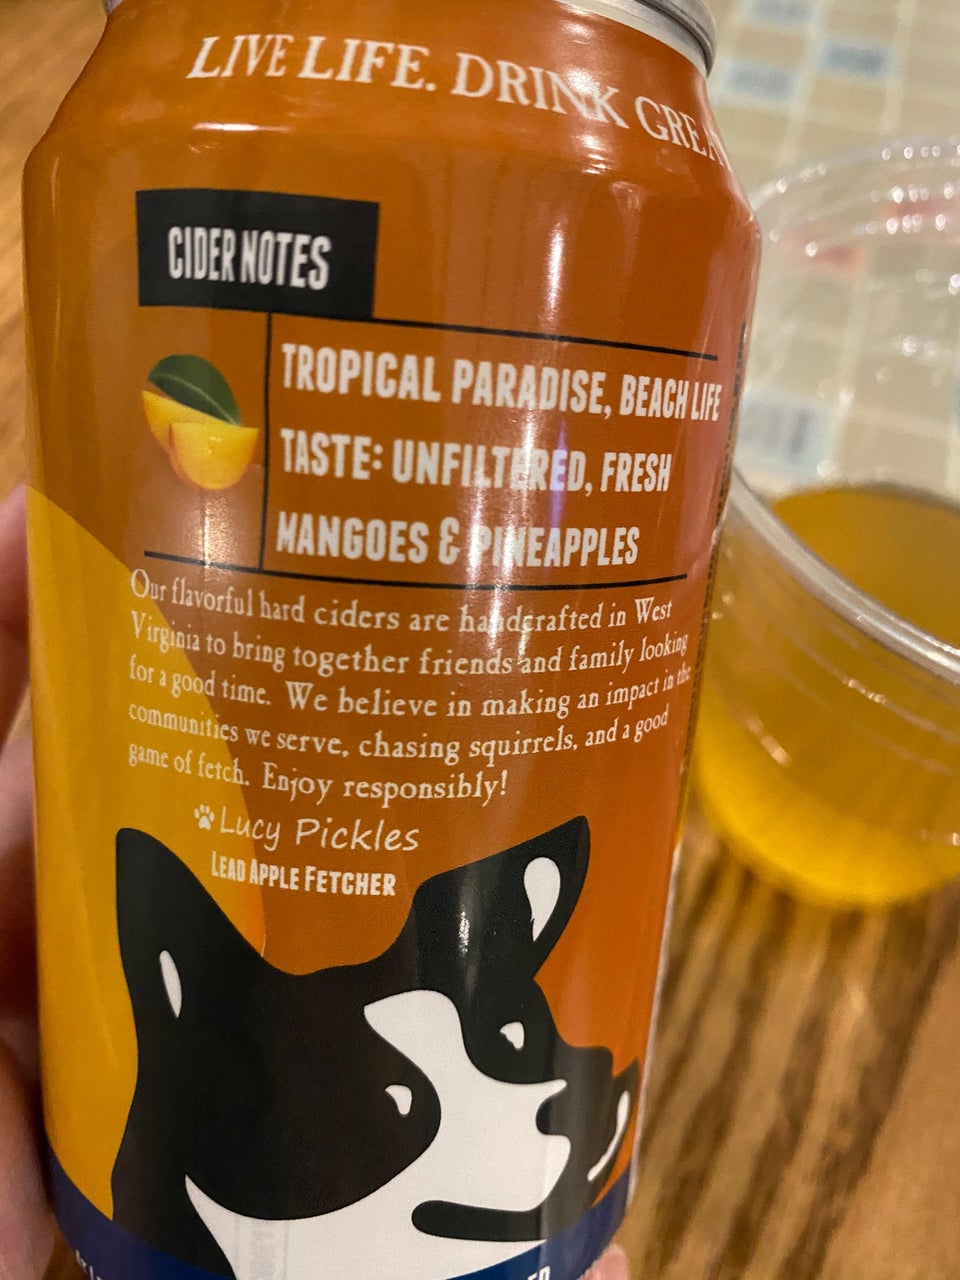 LIVE LIFE. DRINK
CIDER NOTES
TROPICAL PARADISE, BEACH LIFE
TASTE: UNFILTERED, FRESH
MANGOES & PINEAPPLES
Our flavorful hard ciders are handcrafted in West
Virginia to bring together friends and family looking
for a good time. We believe in making an impact in the
communities we serve, chasing squirrels, and a good
game of fetch. Enjoy responsibly!
Lucy Pickles
LEAD APPLE FETCHER